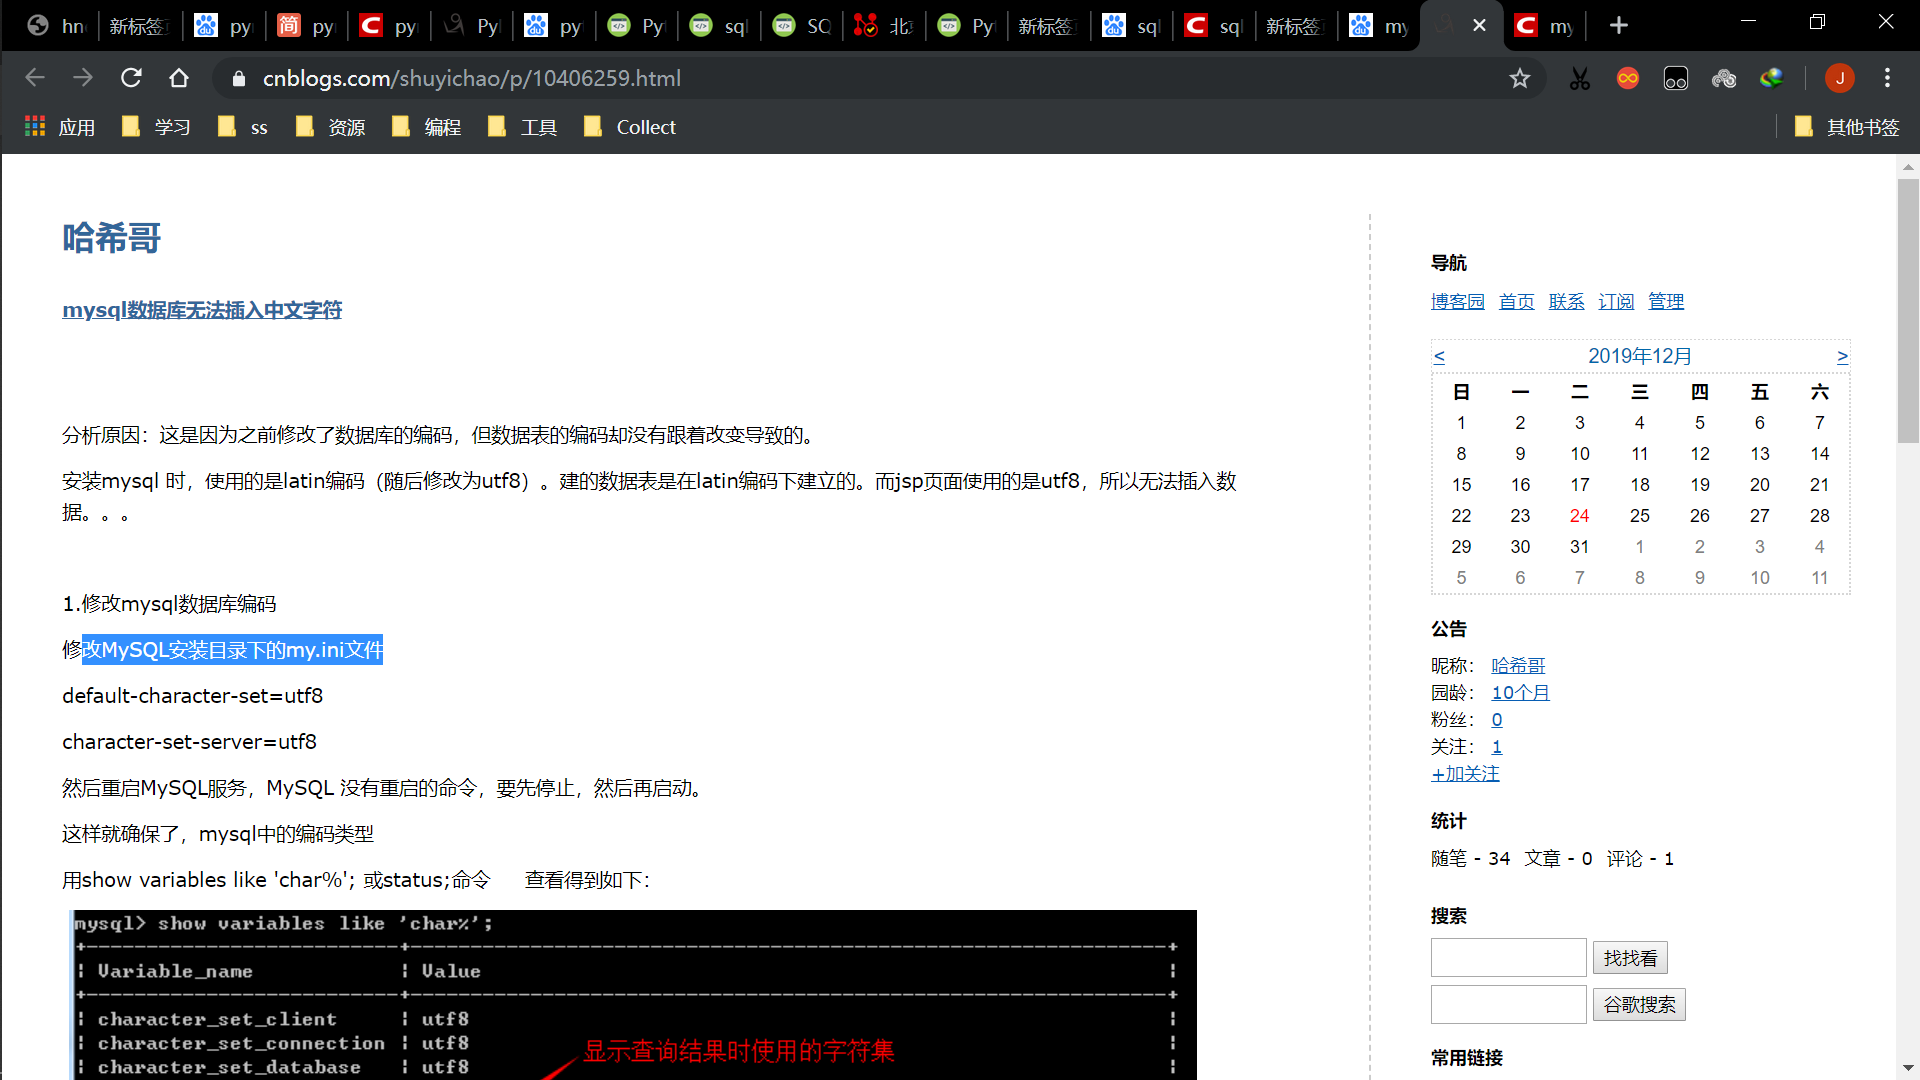 hn 新标签 py py py Py py Py sql SC 北 Py 新标签 sql sql 新标签 my my
cnblogs.com/shuyichao/p/10406259.html
J
应用 学习 ss 资源 编程 工具 Collect 其他书签
哈希哥
mysql数据库无法插入中文字符
分析原因：这是因为之前修改了数据库的编码，但数据表的编码却没有跟着改变导致的。
安装mysql 时，使用的是latin编码（随后修改为utf8）。建的数据表是在latin编码下建立的。而jsp页面使用的是utf8，所以无法插入数
据。。。
1.修改mysql数据库编码
修改MySQL安装目录下的my.ini文件
default-character-set=utf8
character-set-server=utf8
然后重启MySQL服务，MySQL 没有重启的命令，要先停止，然后再启动。
这样就确保了，mysql中的编码类型
用show variables like 'char%'; 或status;命令 查看得到如下：
mysql> show variables like 'char%';
Variable_name Value
character_set_client utf8
character_set_connection utf8
character_set_database utf8
显示查询结果时使用的字符集
导航
博客园 首页 联系 订阅 管理
< 2019年12月 >
日 一 二 三 四 五 六
1 2 3 4 5 6 7
8 9 10 11 12 13 14
15 16 17 18 19 20 21
22 23 24 25 26 27 28
29 30 31 1 2 3 4
5 6 7 8 9 10 11
公告
昵称： 哈希哥
园龄： 10个月
粉丝： 0
关注： 1
+加关注
统计
随笔 - 34 文章 - 0 评论 - 1
搜索
找找看
谷歌搜索
常用链接